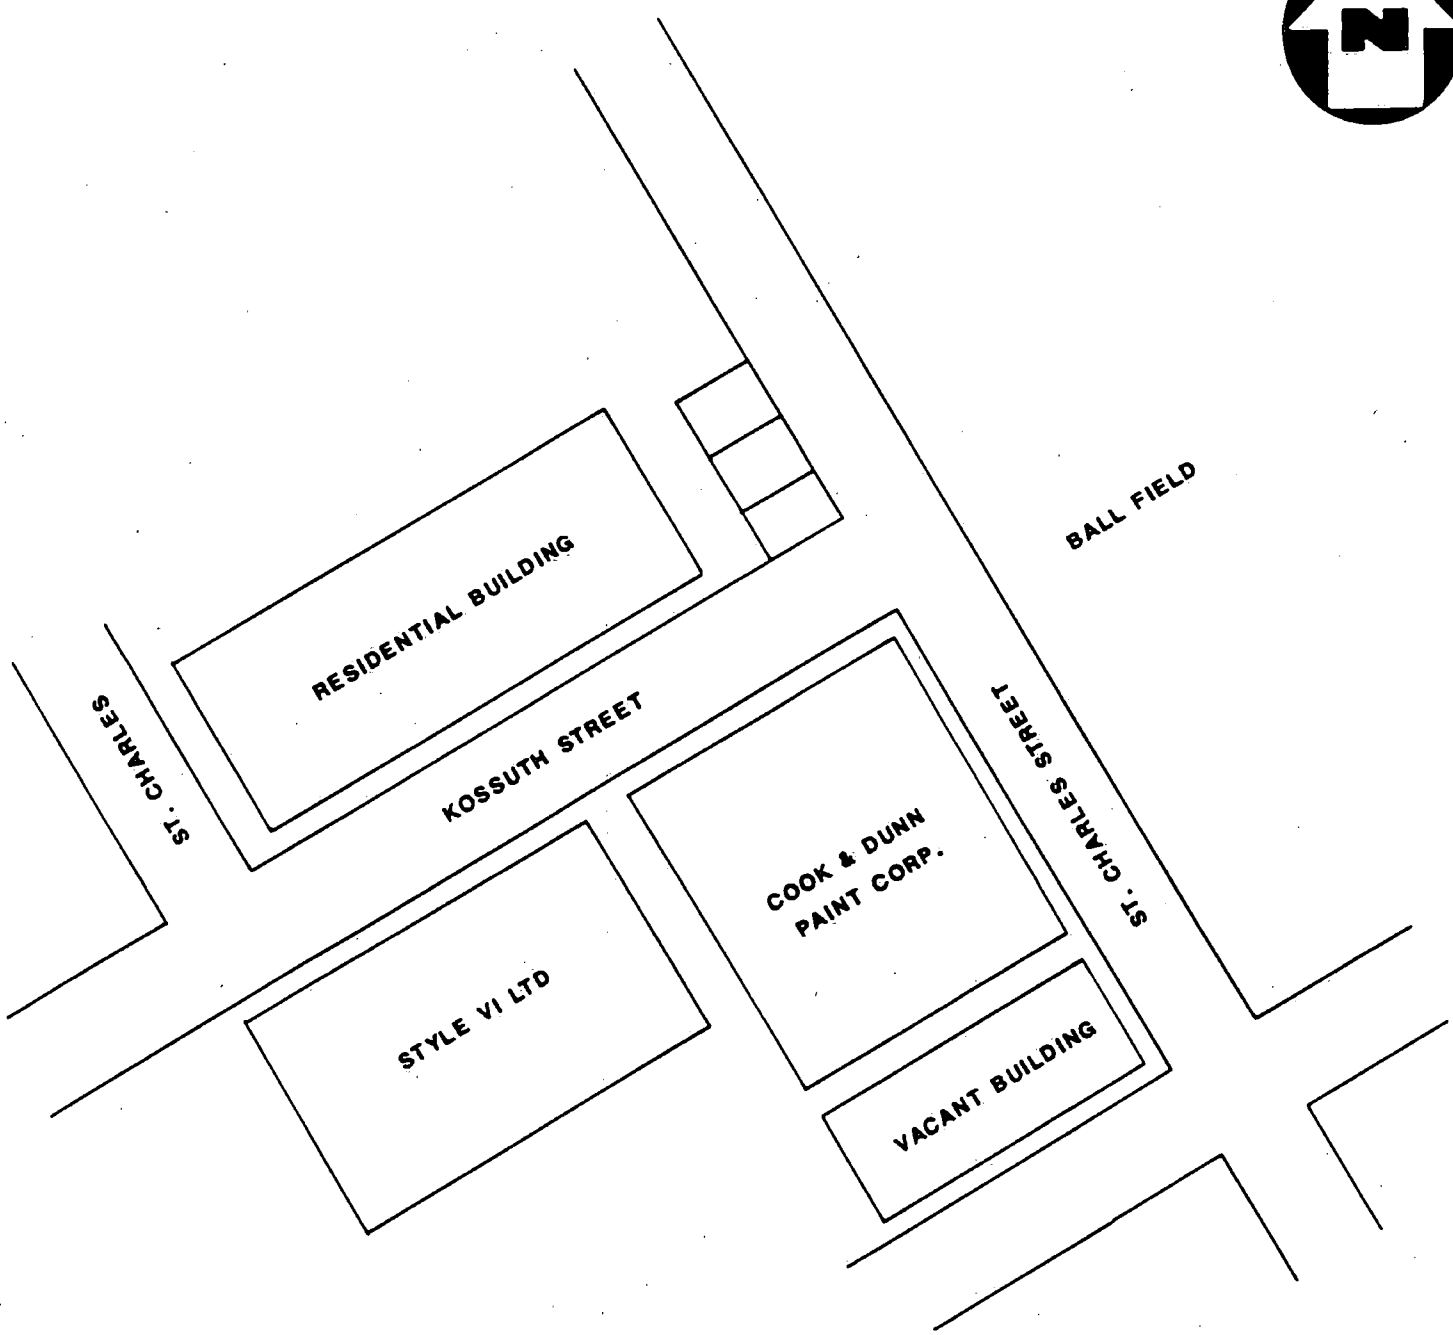 N
BALL FIELD
RESIDENTIAL BUILDING
ST. CHARLES
KOSSUTH STREET
ST. CHARLES STREET
COOK & DUNN
PAINT CORP.
STYLE VI LTD
VACANT BUILDING